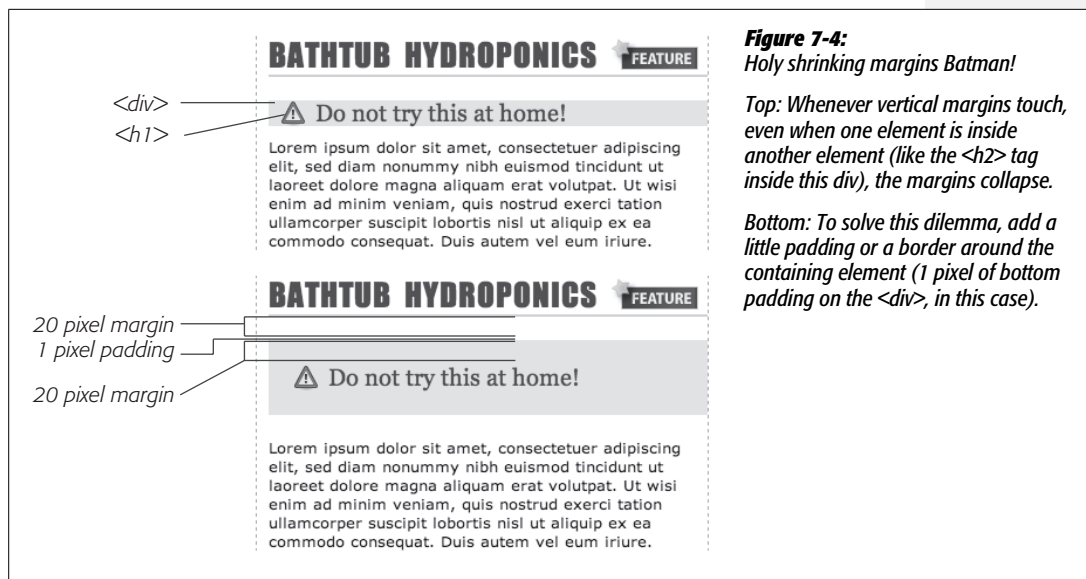 BATHTUB HYDROPONICS FEATURE
<div>
<h1>
Do not try this at home!
Lorem ipsum dolor sit amet, consectetuer adipiscing
elit, sed diam nonummy nibh euismod tincidunt ut
laoreet dolore magna aliquam erat volutpat. Ut wisi
enim ad minim veniam, quis nostrud exerci tation
ullamcorper suscipit lobortis nisl ut aliquip ex ea
commodo consequat. Duis autem vel eum iriure.
BATHTUB HYDROPONICS FEATURE
20 pixel margin
1 pixel padding
20 pixel margin
Do not try this at home!
Lorem ipsum dolor sit amet, consectetuer adipiscing
elit, sed diam nonummy nibh euismod tincidunt ut
laoreet dolore magna aliquam erat volutpat. Ut wisi
enim ad minim veniam, quis nostrud exerci tation
ullamcorper suscipit lobortis nisl ut aliquip ex ea
commodo consequat. Duis autem vel eum iriure.
Figure 7-4:
Holy shrinking margins Batman!
Top: Whenever vertical margins touch,
even when one element is inside
another element (like the <h2> tag
inside this div), the margins collapse.
Bottom: To solve this dilemma, add a
little padding or a border around the
containing element (1 pixel of bottom
padding on the <div>, in this case).